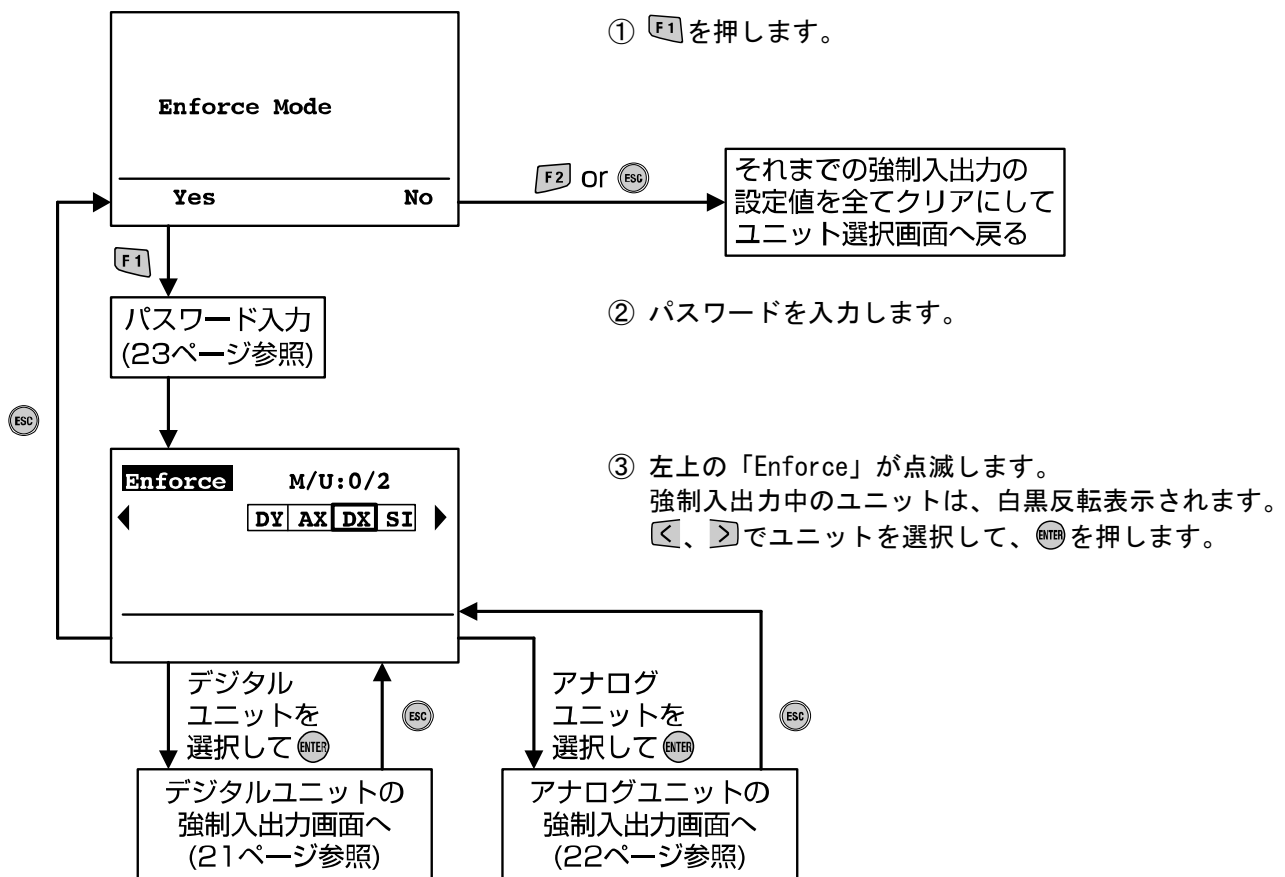 ① F1を押します。
Enforce Mode
Yes No
F2 or ESC
それまでの強制入出力の
設定値を全てクリアにして
ユニット選択画面へ戻る
F1
パスワード入力
(23ページ参照)
② パスワードを入力します。
ESC
Enforce M/U:0/2
DY AX DX SI
③ 左上の「Enforce」が点滅します。
強制入出力中のユニットは、白黒反転表示されます。
<、>でユニットを選択して、ENTERを押します。
デジタル
ユニットを
選択してENTER
ESC
アナログ
ユニットを
選択してENTER
ESC
デジタルユニットの
強制入出力画面へ
(21ページ参照)
アナログユニットの
強制入出力画面へ
(22ページ参照)